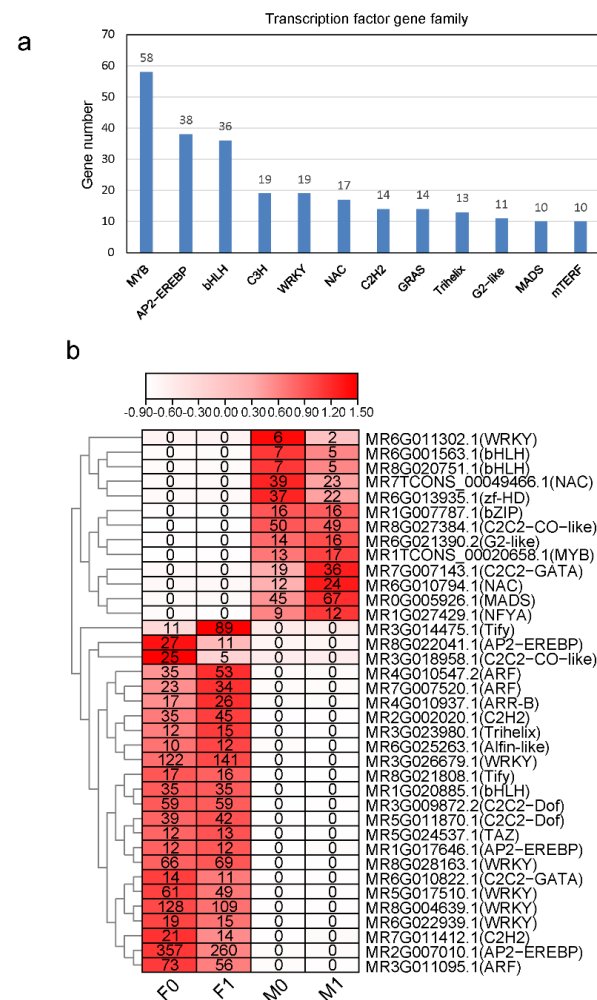 Transcription factor gene family
a
Gene number
70
60
50
40
30
20
10
0
58
38
36
19
19
17
14
14
13
11
10
10
MYB
AP2-EREBP
bHLH
C3H
WRKY
NAC
C2H2
GRAS
Trihelix
G2-like
MADS
mTERF
b
-0.90 -0.60 -0.30 0.00 0.30 0.60 0.90 1.20 1.50
0 0 6 2 MR6G011302.1(WRKY)
0 0 7 5 MR6G001563.1(bHLH)
0 0 7 5 MR8G020751.1(bHLH)
0 0 39 23 MR7TCONS_00049466.1(NAC)
0 0 37 22 MR6G013935.1(zf-HD)
0 0 16 16 MR1G007787.1(bZIP)
0 0 50 49 MR8G027384.1(C2C2-CO-like)
0 0 14 16 MR6G021390.2(G2-like)
0 0 13 17 MR1TCONS_00020658.1(MYB)
0 0 19 36 MR7G007143.1(C2C2-GATA)
0 0 12 24 MR6G010794.1(NAC)
0 0 45 67 MR0G005926.1(MADS)
0 0 9 12 MR1G027429.1(NFYA)
11 89 0 0 MR3G014475.1(Tify)
27 11 0 0 MR8G022041.1(AP2-EREBP)
25 5 0 0 MR3G018958.1(C2C2-CO-like)
35 53 0 0 MR4G010547.2(ARF)
23 34 0 0 MR7G007520.1(ARF)
17 26 0 0 MR4G010937.1(ARR-B)
35 45 0 0 MR2G002020.1(C2H2)
12 15 0 0 MR3G023980.1(Trihelix)
10 12 0 0 MR6G025263.1(Alfin-like)
122 141 0 0 MR3G026679.1(WRKY)
17 16 0 0 MR8G021808.1(Tify)
35 35 0 0 MR1G020885.1(bHLH)
59 59 0 0 MR3G009872.2(C2C2-Dof)
39 42 0 0 MR5G011870.1(C2C2-Dof)
12 13 0 0 MR5G024537.1(TAZ)
12 12 0 0 MR1G017646.1(AP2-EREBP)
66 69 0 0 MR8G028163.1(WRKY)
14 11 0 0 MR6G010822.1(C2C2-GATA)
61 49 0 0 MR5G017510.1(WRKY)
128 109 0 0 MR8G004639.1(WRKY)
19 15 0 0 MR6G022939.1(WRKY)
21 14 0 0 MR7G011412.1(C2H2)
357 260 0 0 MR2G007010.1(AP2-EREBP)
73 56 0 0 MR3G011095.1(ARF)
F0 F1 M0 M1